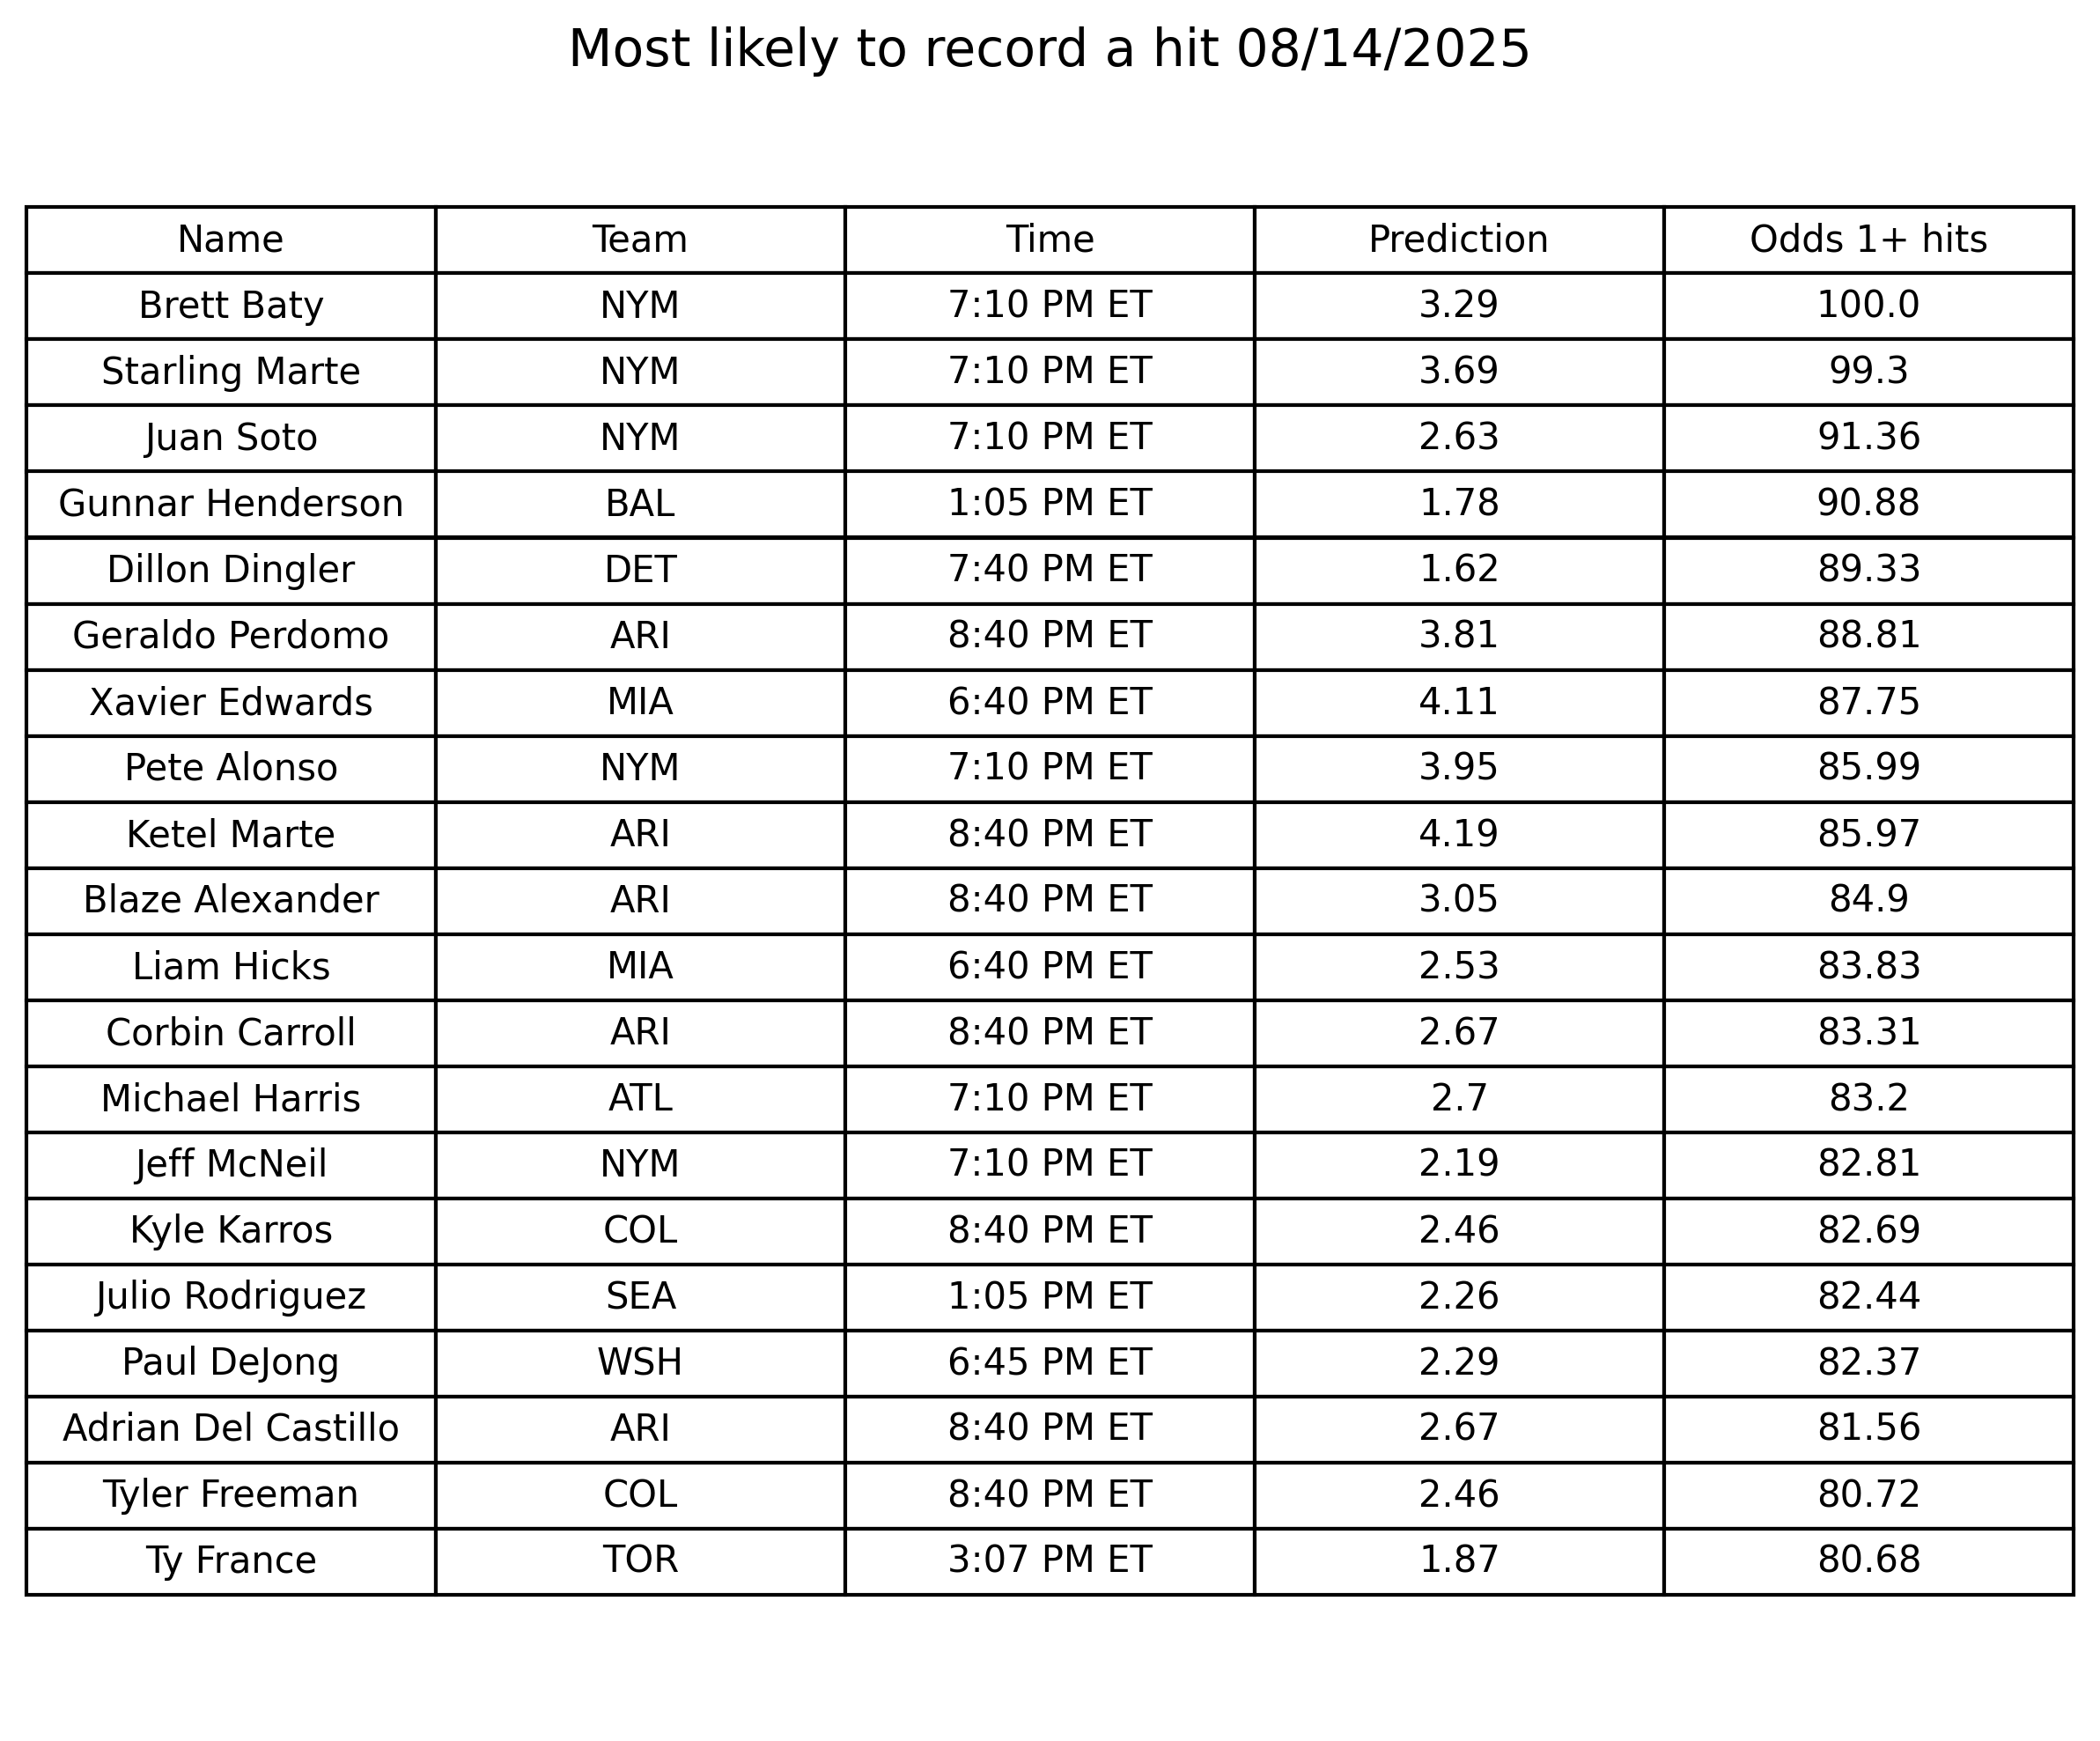 Most likely to record a hit 08/14/2025
Name Team Time Prediction Odds 1+ hits
Brett Baty NYM 7:10 PM ET 3.29 100.0
Starling Marte NYM 7:10 PM ET 3.69 99.3
Juan Soto NYM 7:10 PM ET 2.63 91.36
Gunnar Henderson BAL 1:05 PM ET 1.78 90.88
Dillon Dingler DET 7:40 PM ET 1.62 89.33
Geraldo Perdomo ARI 8:40 PM ET 3.81 88.81
Xavier Edwards MIA 6:40 PM ET 4.11 87.75
Pete Alonso NYM 7:10 PM ET 3.95 85.99
Ketel Marte ARI 8:40 PM ET 4.19 85.97
Blaze Alexander ARI 8:40 PM ET 3.05 84.9
Liam Hicks MIA 6:40 PM ET 2.53 83.83
Corbin Carroll ARI 8:40 PM ET 2.67 83.31
Michael Harris ATL 7:10 PM ET 2.7 83.2
Jeff McNeil NYM 7:10 PM ET 2.19 82.81
Kyle Karros COL 8:40 PM ET 2.46 82.69
Julio Rodriguez SEA 1:05 PM ET 2.26 82.44
Paul DeJong WSH 6:45 PM ET 2.29 82.37
Adrian Del Castillo ARI 8:40 PM ET 2.67 81.56
Tyler Freeman COL 8:40 PM ET 2.46 80.72
Ty France TOR 3:07 PM ET 1.87 80.68